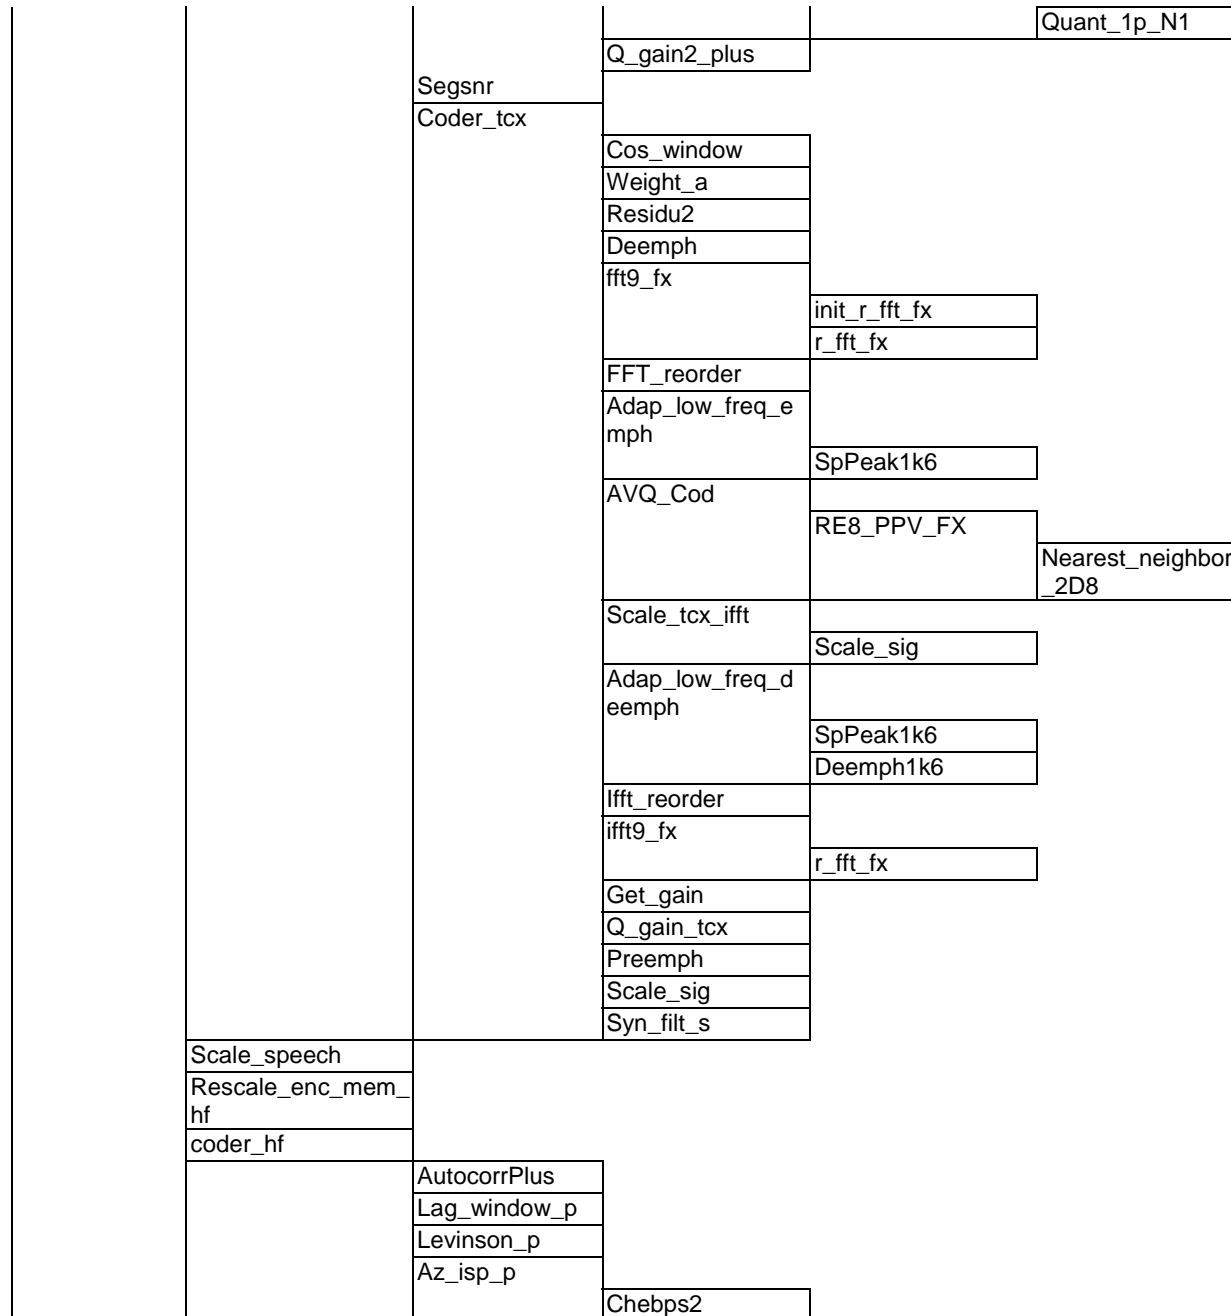 Quant_1p_N1
Q_gain2_plus
Segsnr
Coder_tcx
Cos_window
Weight_a
Residu2
Deemph
fft9_fx
init_r_fft_fx
r_fft_fx
FFT_reorder
Adap_low_freq_e
mph
SpPeak1k6
AVQ_Cod
RE8_PPV_FX
Nearest_neighbor
_2D8
Scale_tcx_ifft
Scale_sig
Adap_low_freq_d
eemph
SpPeak1k6
Deemph1k6
Ifft_reorder
ifft9_fx
r_fft_fx
Get_gain
Q_gain_tcx
Preemph
Scale_sig
Syn_filt_s
Scale_speech
Rescale_enc_mem_
hf
coder_hf
AutocorrPlus
Lag_window_p
Levinson_p
Az_isp_p
Chebps2